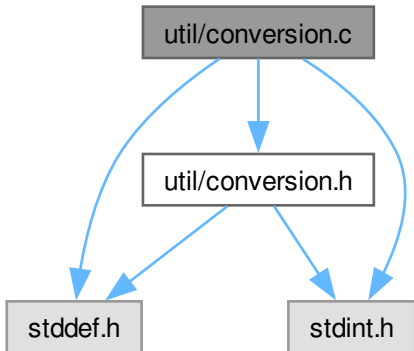 util/conversion.c
util/conversion.h
stddef.h
stdint.h